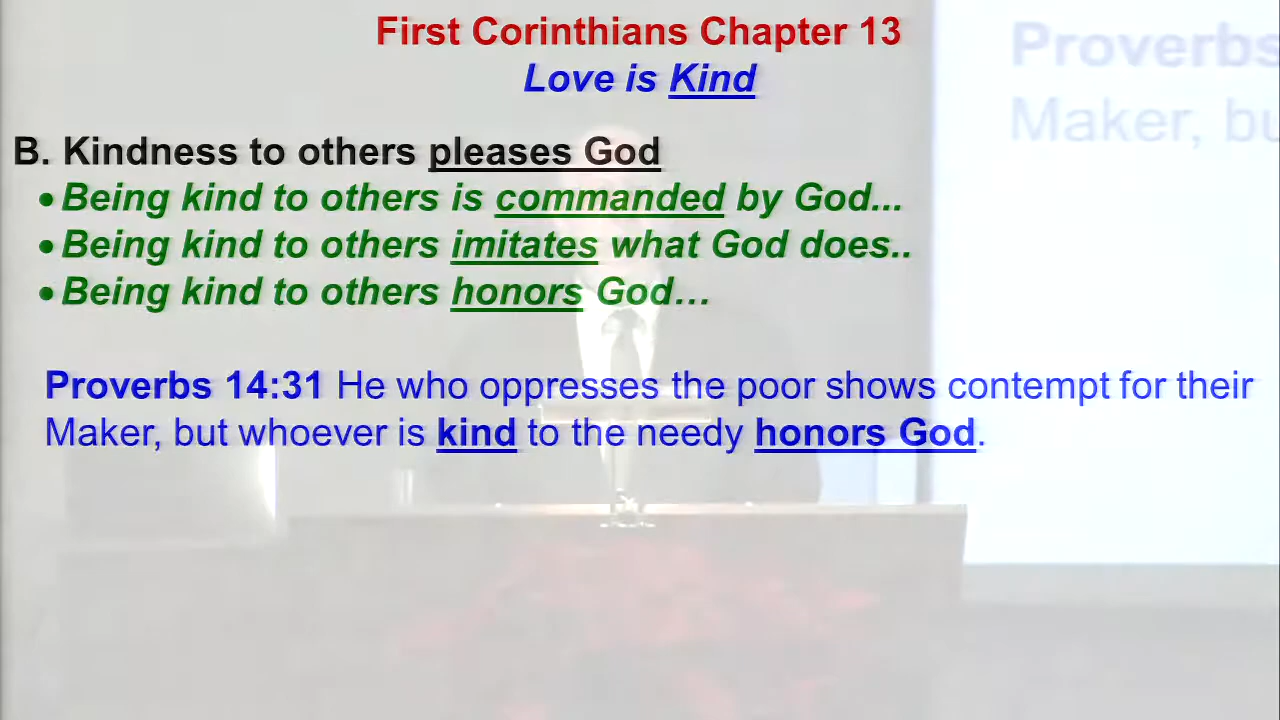 First Corinthians Chapter 13
Love is Kind
Proverbs
Maker, bu
B. Kindness to others pleases God
• Being kind to others is commanded by God...
• Being kind to others imitates what God does..
• Being kind to others honors God…
Proverbs 14:31 He who oppresses the poor shows contempt for their
Maker, but whoever is kind to the needy honors God.